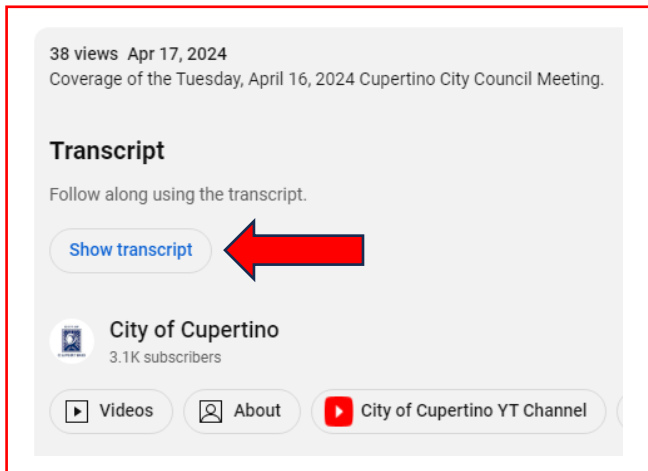 38 views Apr 17, 2024
Coverage of the Tuesday, April 16, 2024 Cupertino City Council Meeting.
Transcript
Follow along using the transcript.
Show transcript
City of Cupertino
3.1K subscribers
Videos About City of Cupertino YT Channel